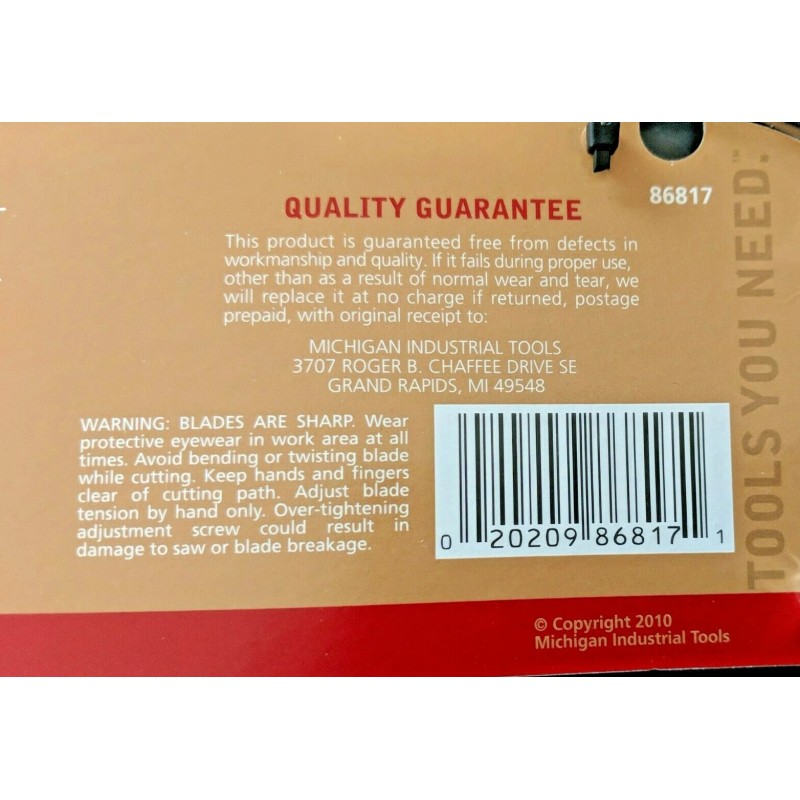 86817
QUALITY GUARANTEE
This product is guaranteed free from defects in
workmanship and quality. If it fails during proper use,
other than as a result of normal wear and tear, we
will replace it at no charge if returned, postage
prepaid, with original receipt to:
MICHIGAN INDUSTRIAL TOOLS
3707 ROGER B. CHAFFEE DRIVE SE
GRAND RAPIDS, MI 49548
WARNING: BLADES ARE SHARP. Wear
protective eyewear in work area at all
times. Avoid bending or twisting blade
while cutting. Keep hands and fingers
clear of cutting path. Adjust blade
tension by hand only. Over-tightening
adjustment screw could result in
damage to saw or blade breakage.
0 20209 86817 1
TOOLS YOU NEED.™
© Copyright 2010
Michigan Industrial Tools